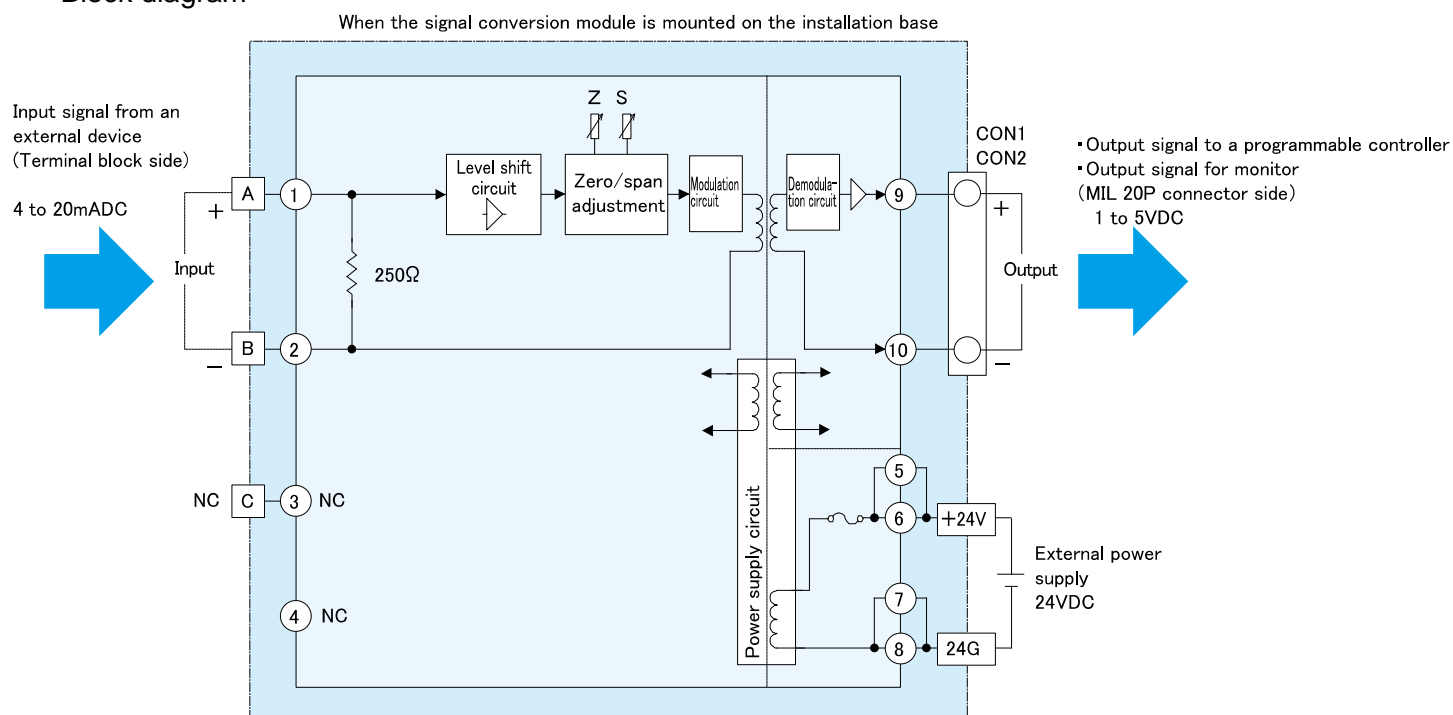 Block diagram
When the signal conversion module is mounted on the installation base
Input signal from an
external device
(Terminal block side)
4 to 20mADC
Input
+
−
A
B
NC
C
1
2
3
NC
4
NC
250Ω
Z S
Level shift
circuit
Zero/span
adjustment
Modulation
circuit
Demodula-
tion circuit
9
10
CON1
CON2
+
−
Output
・Output signal to a programmable controller
・Output signal for monitor
(MIL 20P connector side)
1 to 5VDC
Power supply circuit
5
6
7
8
+24V
24G
External power
supply
24VDC